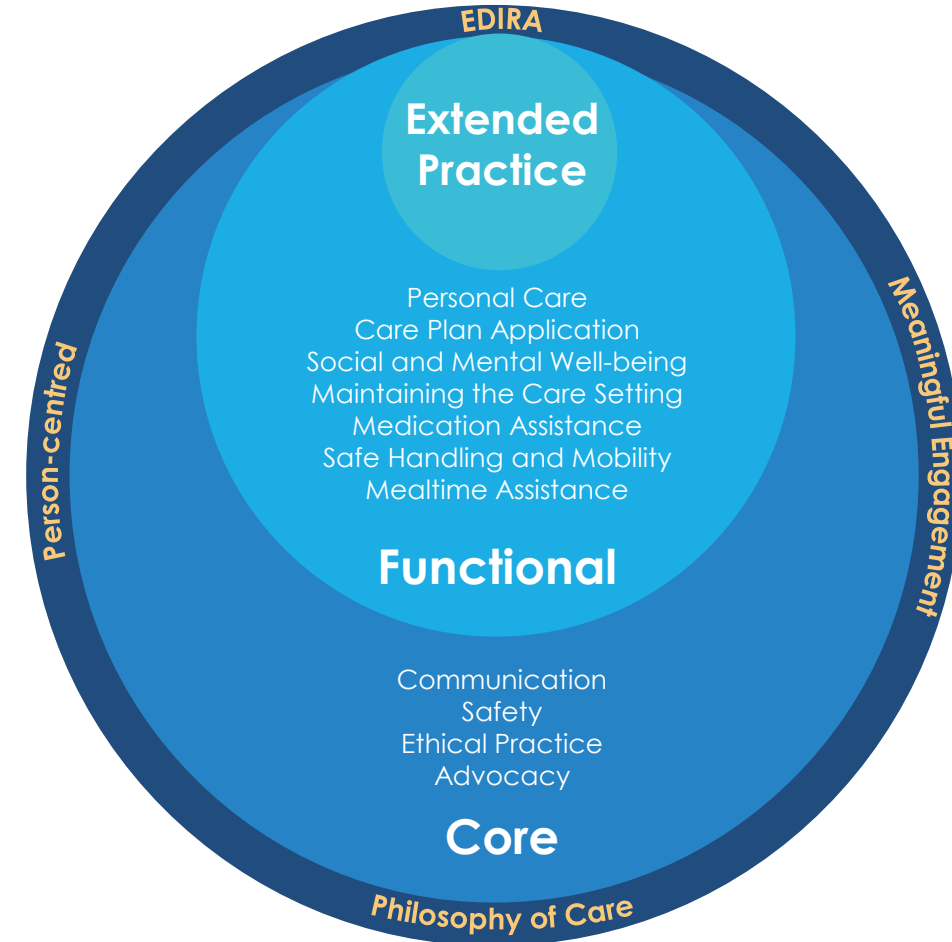 EDIRA
Extended
Practice
Person-centred
Meaningful Engagement
Personal Care
Care Plan Application
Social and Mental Well-being
Maintaining the Care Setting
Medication Assistance
Safe Handling and Mobility
Mealtime Assistance
Functional
Communication
Safety
Ethical Practice
Advocacy
Core
Philosophy of Care